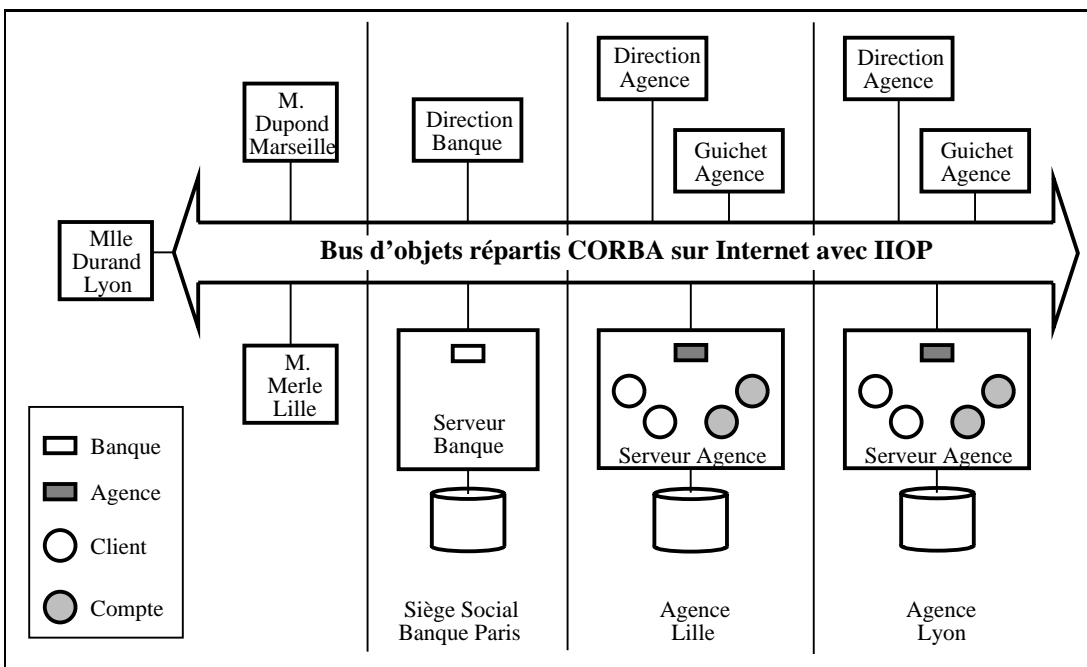 Direction
Agence
Direction
Agence
M.
Dupond
Marseille
Direction
Banque
Guichet
Agence
Guichet
Agence
Mlle
Durand
Lyon
Bus d'objets répartis CORBA sur Internet avec IIOP
M.
Merle
Lille
Serveur
Banque
Serveur Agence
Serveur Agence
Banque
Agence
Client
Compte
Siège Social
Banque Paris
Agence
Lille
Agence
Lyon